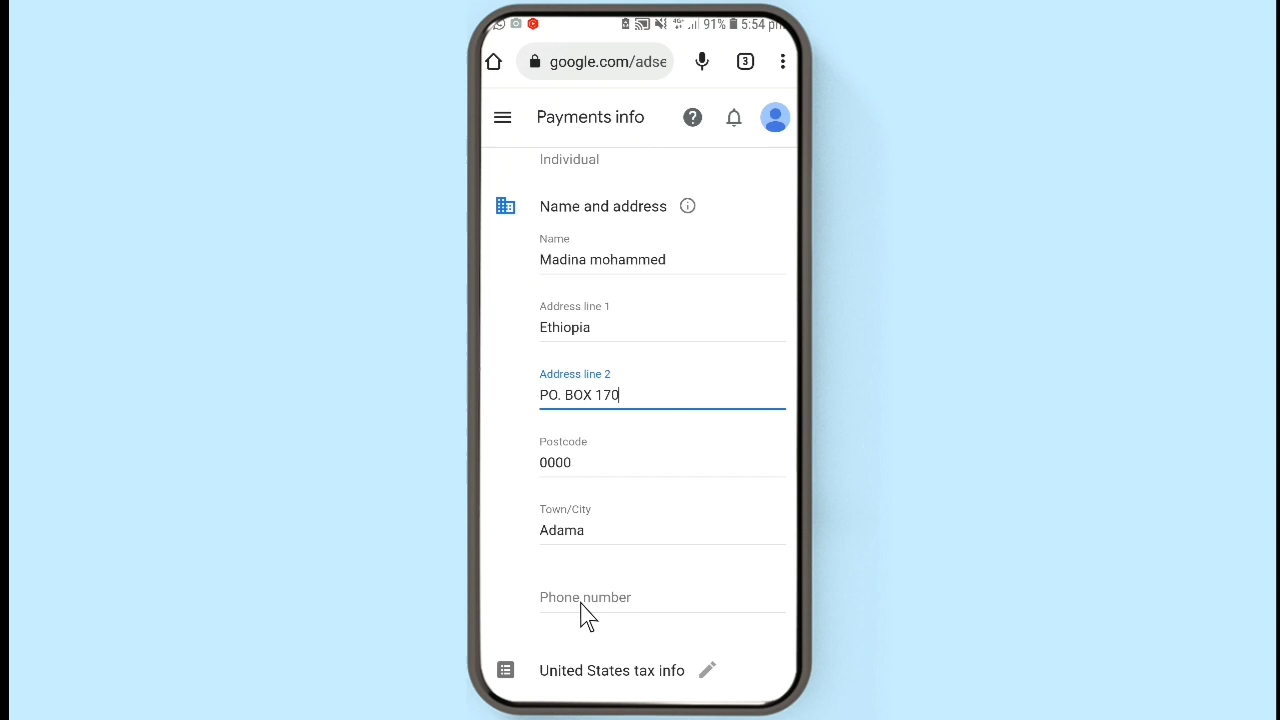 91% 5:54 pm
google.com/adse
3
Payments info
Individual
Name and address
Name
Madina mohammed
Address line 1
Ethiopia
Address line 2
PO. BOX 170
Postcode
0000
Town/City
Adama
Phone number
United States tax info